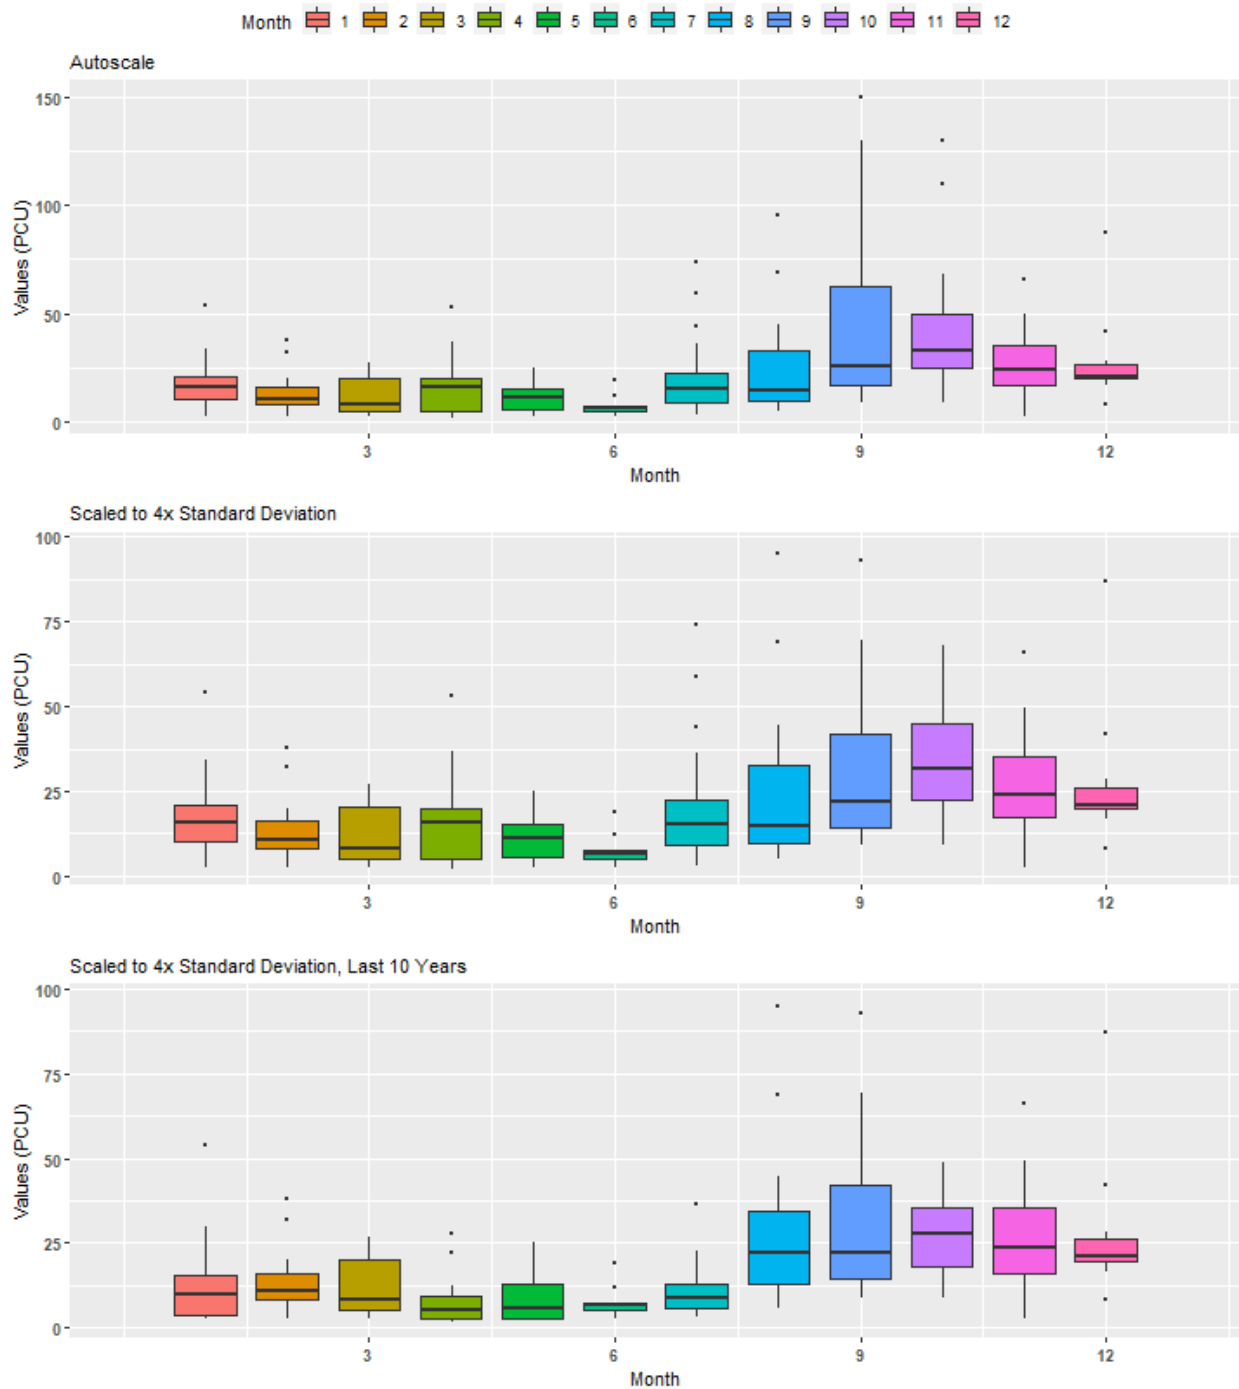 Month 1 2 3 4 5 6 7 8 9 10 11 12
Autoscale
150
100
50
0
Values (PCU)
3 6 9 12
Month
Scaled to 4x Standard Deviation
100
75
50
25
0
Values (PCU)
3 6 9 12
Month
Scaled to 4x Standard Deviation, Last 10 Years
100
75
50
25
0
Values (PCU)
3 6 9 12
Month